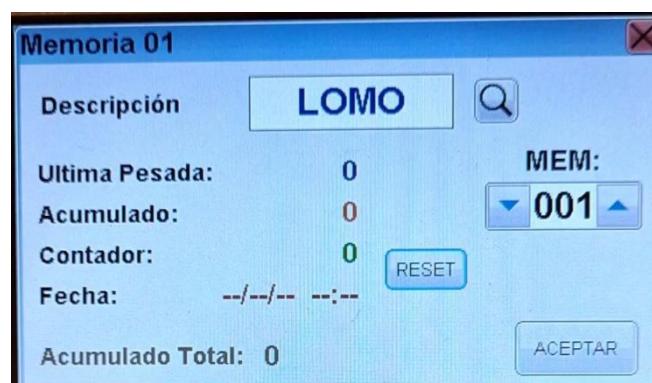 Memoria 01
Descripción LOMO
MEM:
Ultima Pesada: 0
001
Acumulado: 0
Contador: 0
RESET
Fecha: --/--/-- --:--
Acumulado Total: 0
ACEPTAR